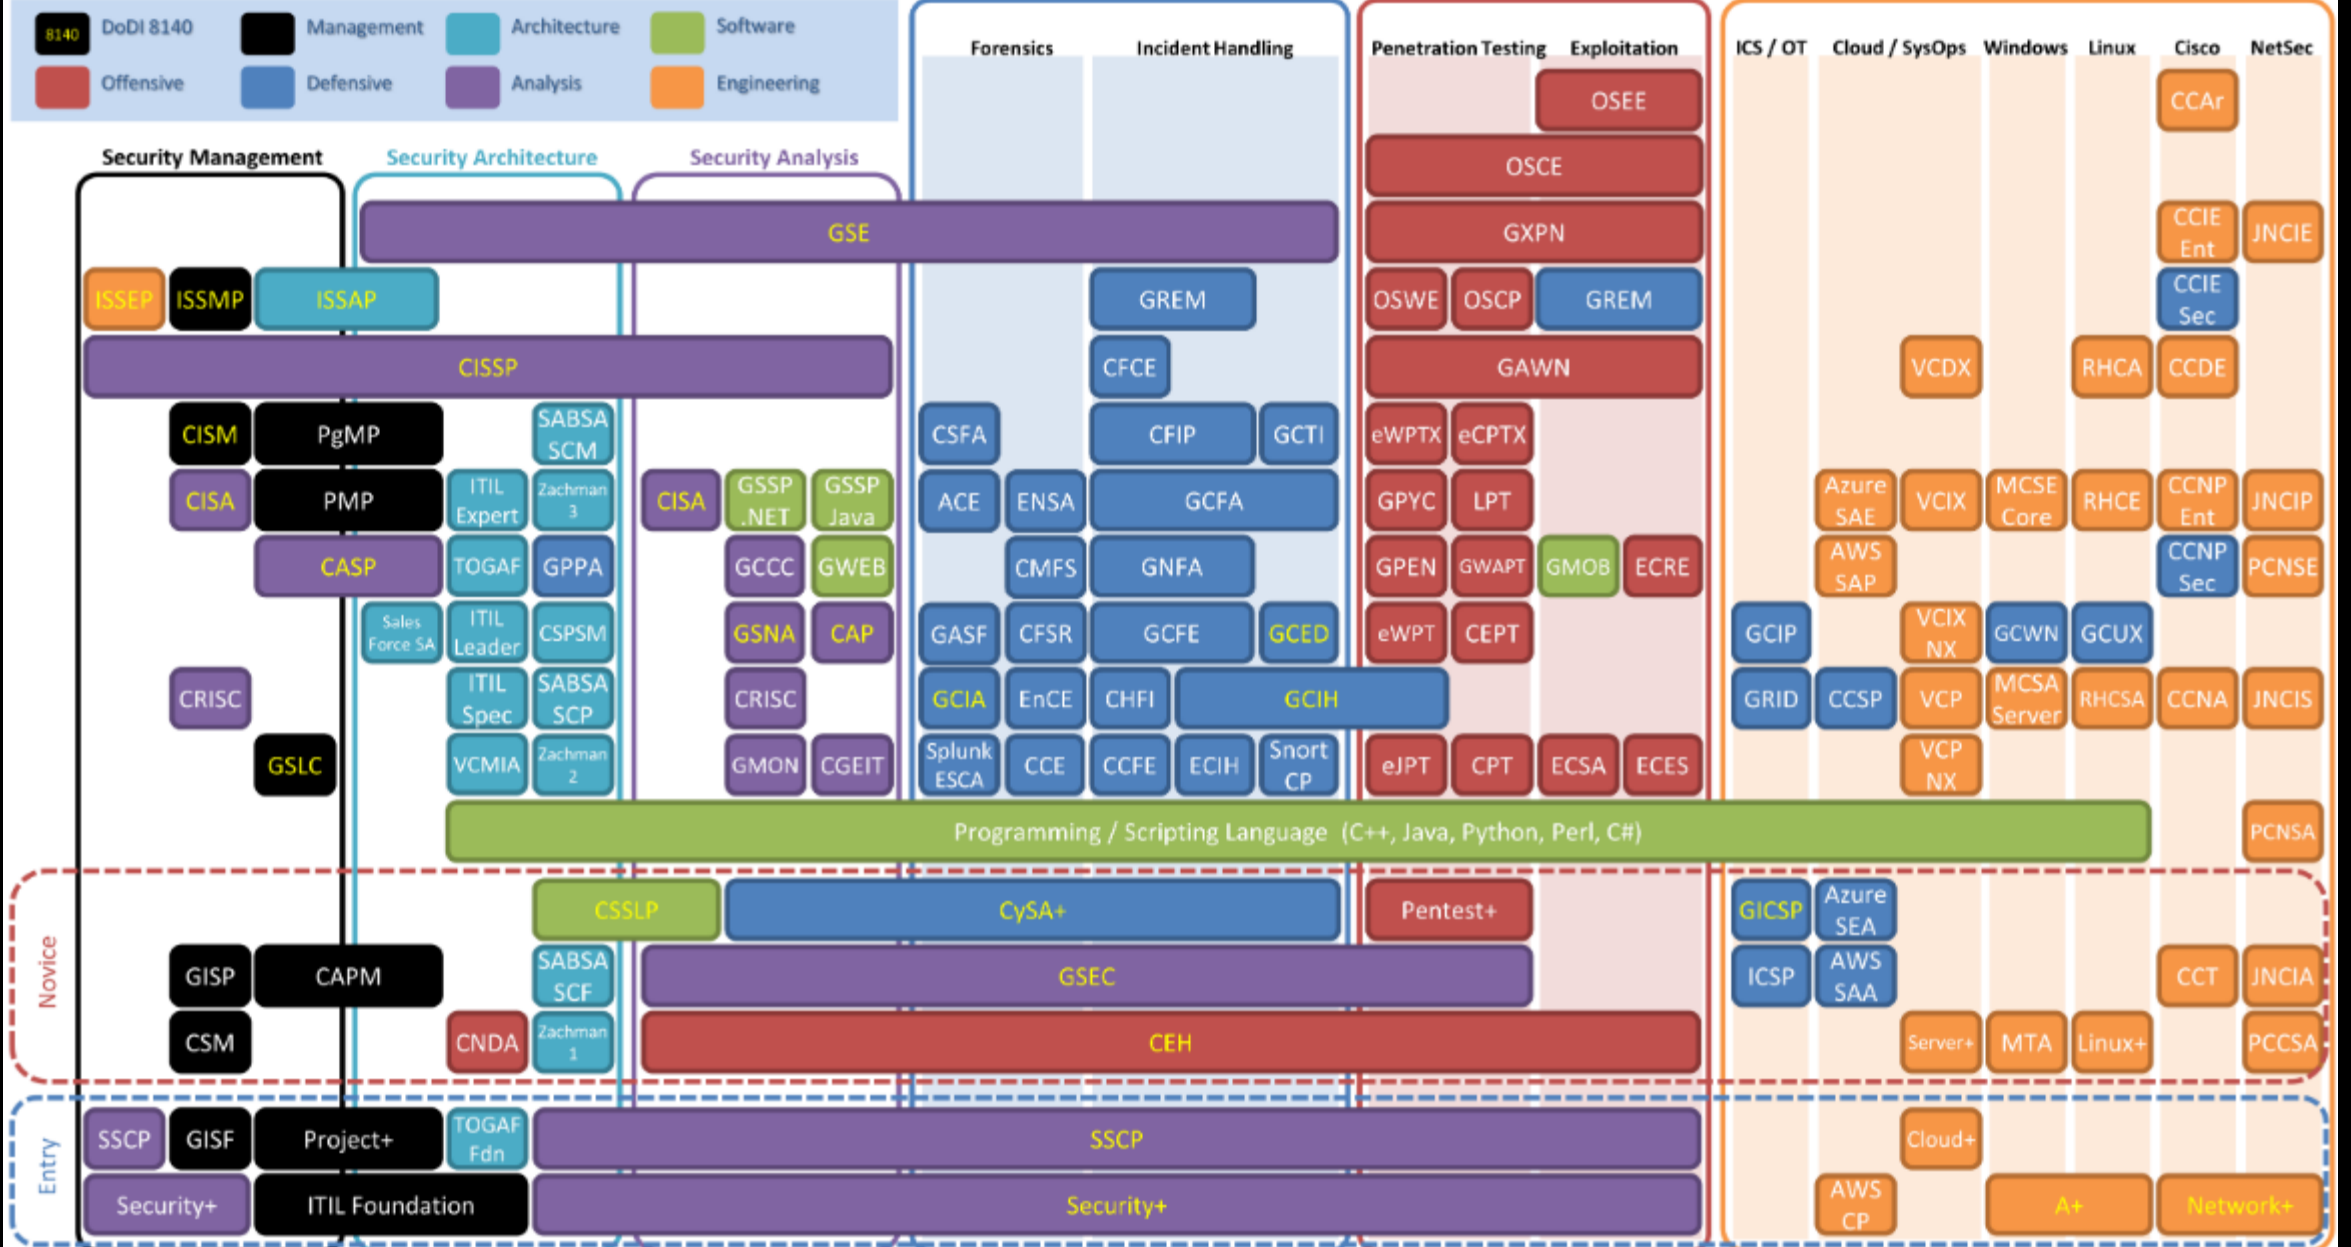 8140 DoDI 8140 Management Architecture Software
Offensive Defensive Analysis Engineering
Forensics Incident Handling Penetration Testing Exploitation ICS / OT Cloud / SysOps Windows Linux Cisco NetSec
OSEE CCAr
Security Management Security Architecture Security Analysis
OSCE
GSE GXPN CCIE Ent JNCIE
ISSEP ISSMP ISSAP GREM OSWE OSCP GREM CCIE Sec
CISSP CFCE GAWN VCDX RHCA CCDE
CISM PgMP SABSA SCM CSFA CFIP GCTI eWPTX eCPTX
CISA PMP ITIL Expert Zachman 3 CISA GSSP .NET GSSP Java ACE ENSA GCFA GPYC LPT Azure SAE VCIX MCSE Core RHCE CCNP Ent JNCIP
CASP TOGAF GPPA GCCC GWEB CMFS GNFA GPEN GWAPT GMOB ECRE AWS SAP CCNP Sec PCNSE
Sales Force SA ITIL Leader CSPSM GSNA CAP GASF CFSR GCFE GCED eWPT CEPT GCIP VCIX NX GCWN GCUX
CRISC ITIL Spec SABSA SCP CRISC GCIA EnCE CHFI GCIH GRID CCSP VCP MCSA Server RHCSA CCNA JNCIS
GSLC VCMIA Zachman 2 GMON CGEIT Splunk ESCA CCE CCFE ECIH Snort CP eJPT CPT ECSA ECES VCP NX
Programming / Scripting Language (C++, Java, Python, Perl, C#) PCNSA
Novice
CSSLP CySA+ Pentest+ GICSP Azure SEA
GISP CAPM SABSA SCF GSEC ICSP AWS SAA CCT JNCIA
CSM CNDA Zachman 1 CEH Server+ MTA Linux+ PCCSA
Entry
SSCP GISF Project+ TOGAF Fdn SSCP Cloud+
Security+ ITIL Foundation Security+ AWS CP A+ Network+